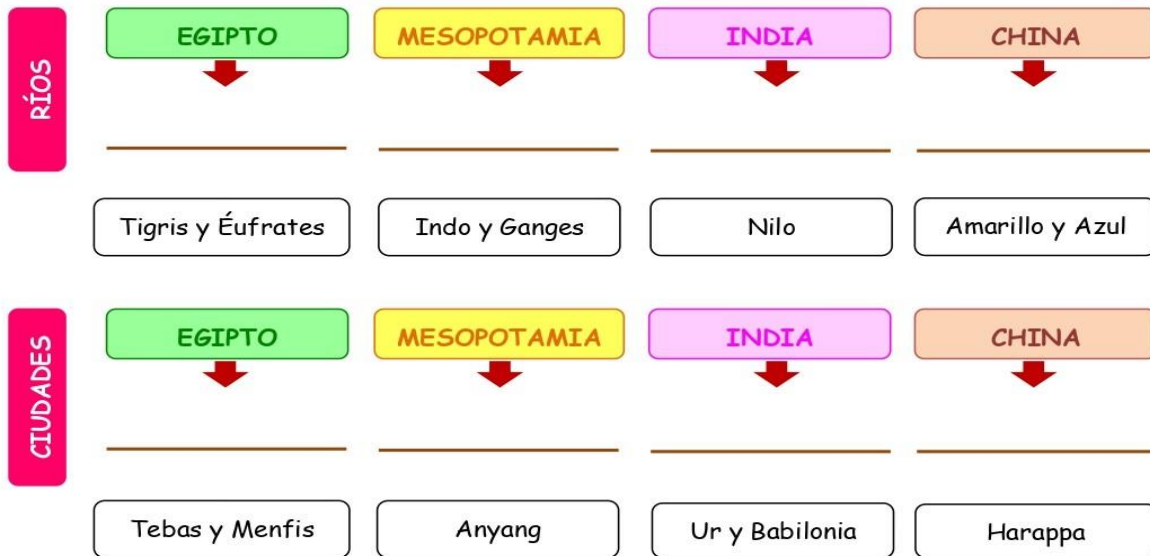 RÍOS
EGIPTO MESOPOTAMIA INDIA CHINA
Tigris y Éufrates Indo y Ganges Nilo Amarillo y Azul
CIUDADES
EGIPTO MESOPOTAMIA INDIA CHINA
Tebas y Menfis Anyang Ur y Babilonia Harappa